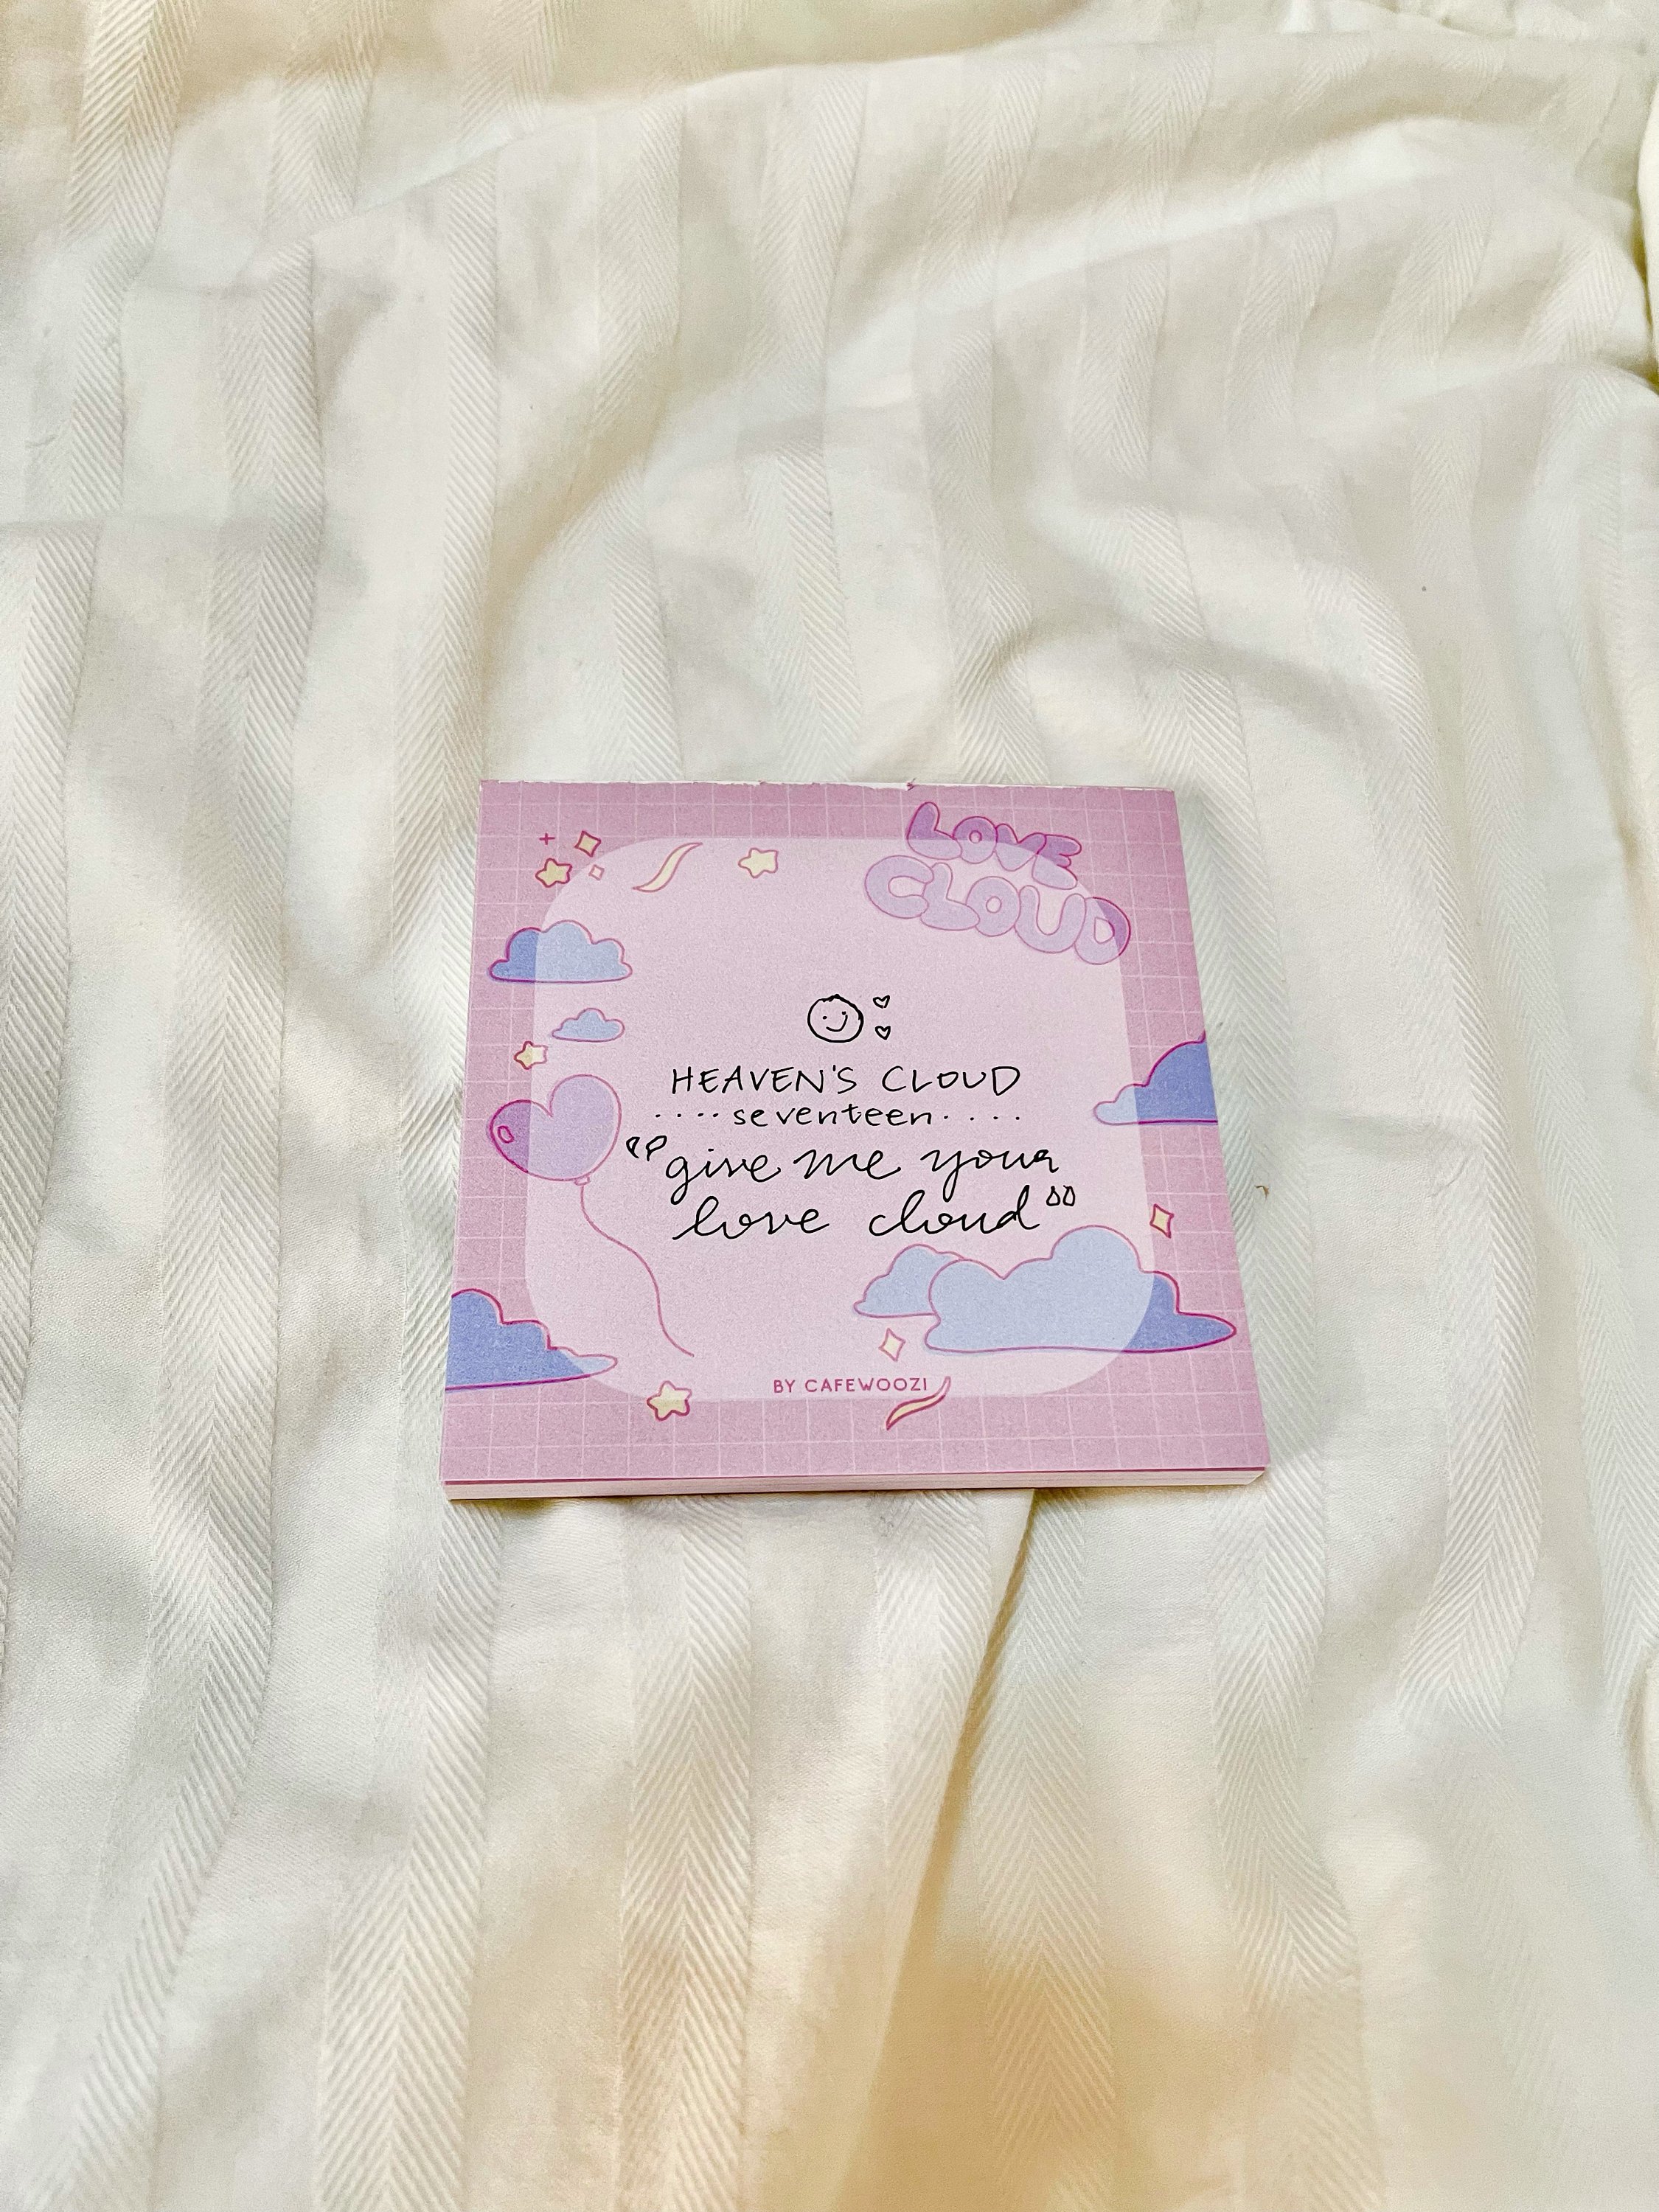 LOVE
CLOUD
HEAVEN'S CLOUD
....seventeen....
"give me your
love cloud"
BY CAFEWOOZI